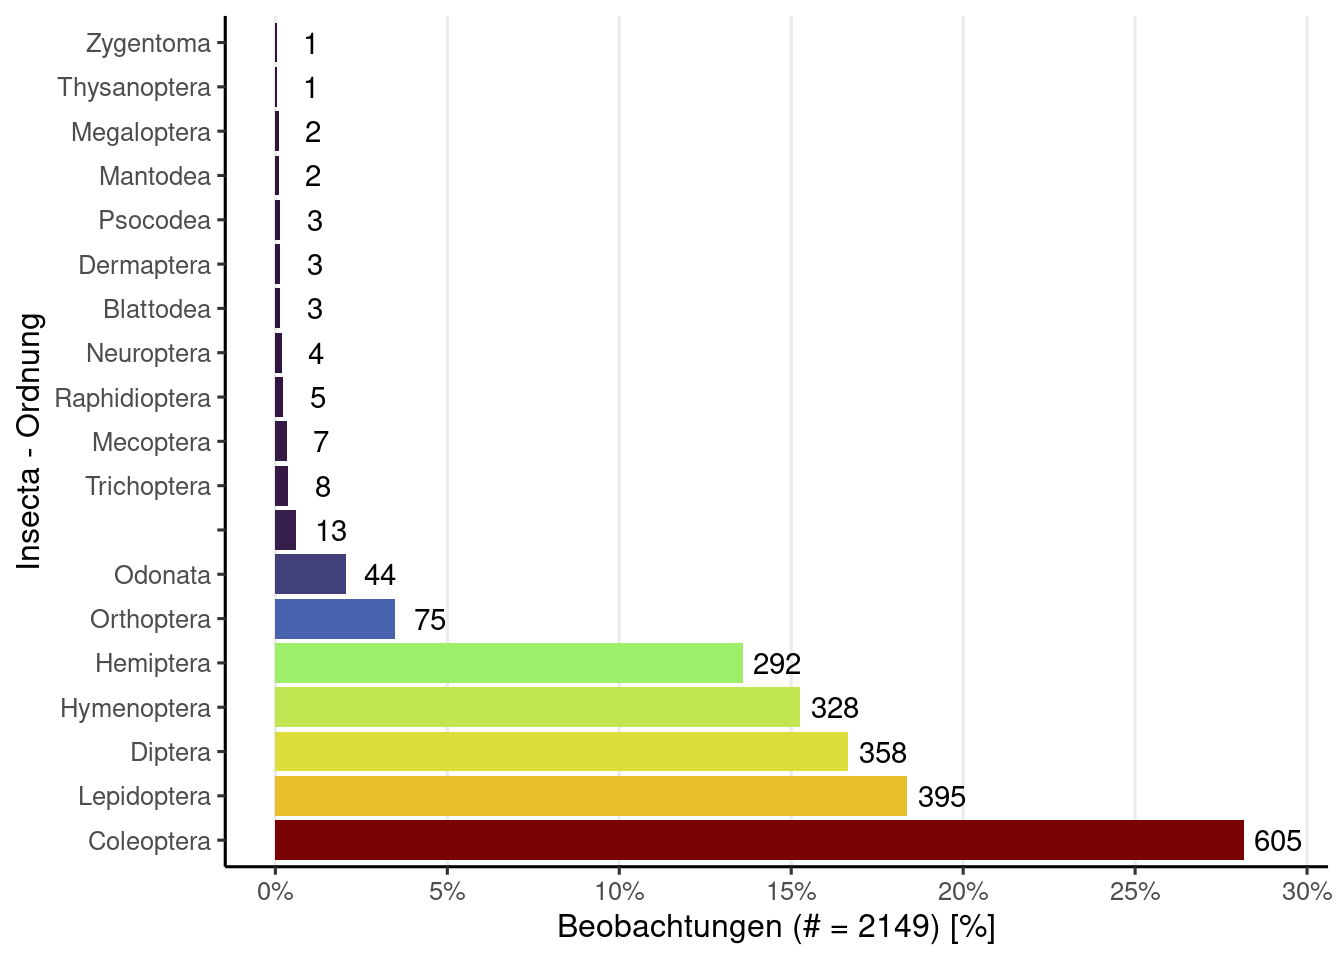 Insecta - Ordnung
Zygentoma 1
Thysanoptera 1
Megaloptera 2
Mantodea 2
Psocodea 3
Dermaptera 3
Blattodea 3
Neuroptera 4
Raphidioptera 5
Mecoptera 7
Trichoptera 8
13
Odonata 44
Orthoptera 75
Hemiptera 292
Hymenoptera 328
Diptera 358
Lepidoptera 395
Coleoptera 605
0% 5% 10% 15% 20% 25% 30%
Beobachtungen (# = 2149) [%]